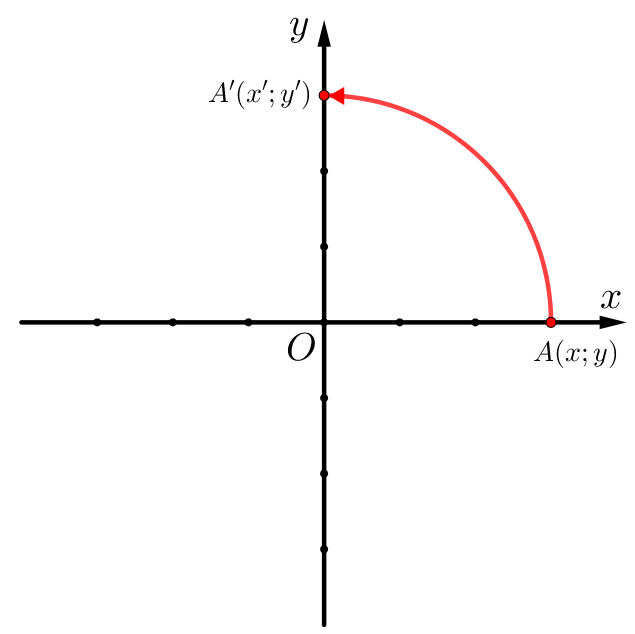 y
A′(x′; y′)
x
O
A(x; y)